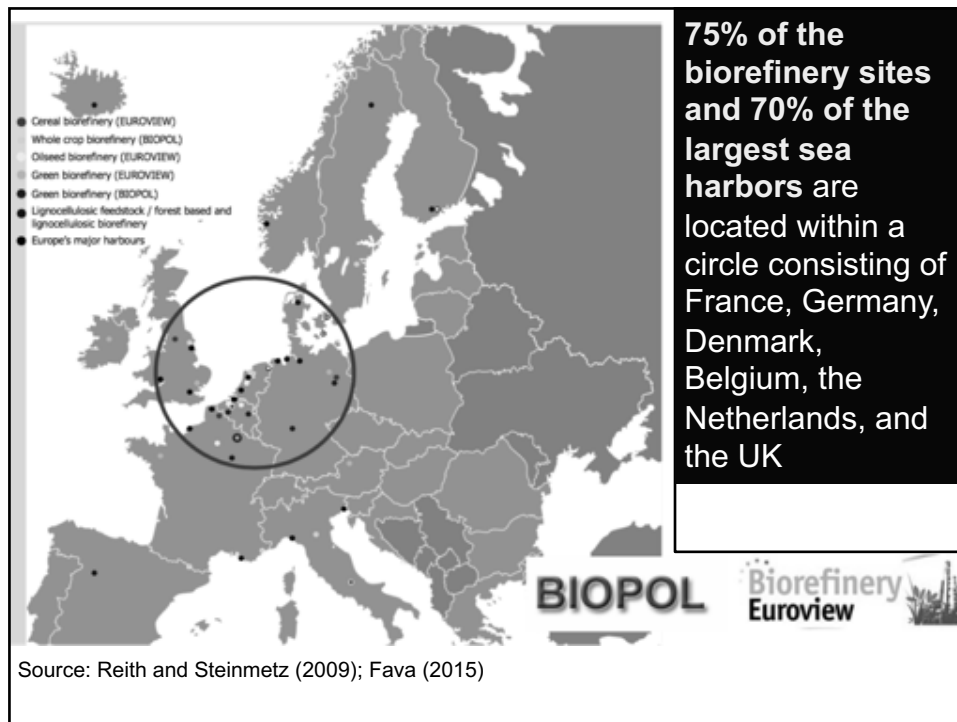 75% of the
biorefinery sites
and 70% of the
largest sea
harbors are
located within a
circle consisting of
France, Germany,
Denmark,
Belgium, the
Netherlands, and
the UK
Cereal biorefinery (EUROVIEW)
Whole crop biorefinery (BIOPOL)
Oilseed biorefinery (EUROVIEW)
Green biorefinery (EUROVIEW)
Green biorefinery (BIOPOL)
Lignocellulosic feedstock / forest based and
lignocellulosic biorefinery
Europe's major harbours
BIOPOL
Biorefinery
Euroview
Source: Reith and Steinmetz (2009); Fava (2015)